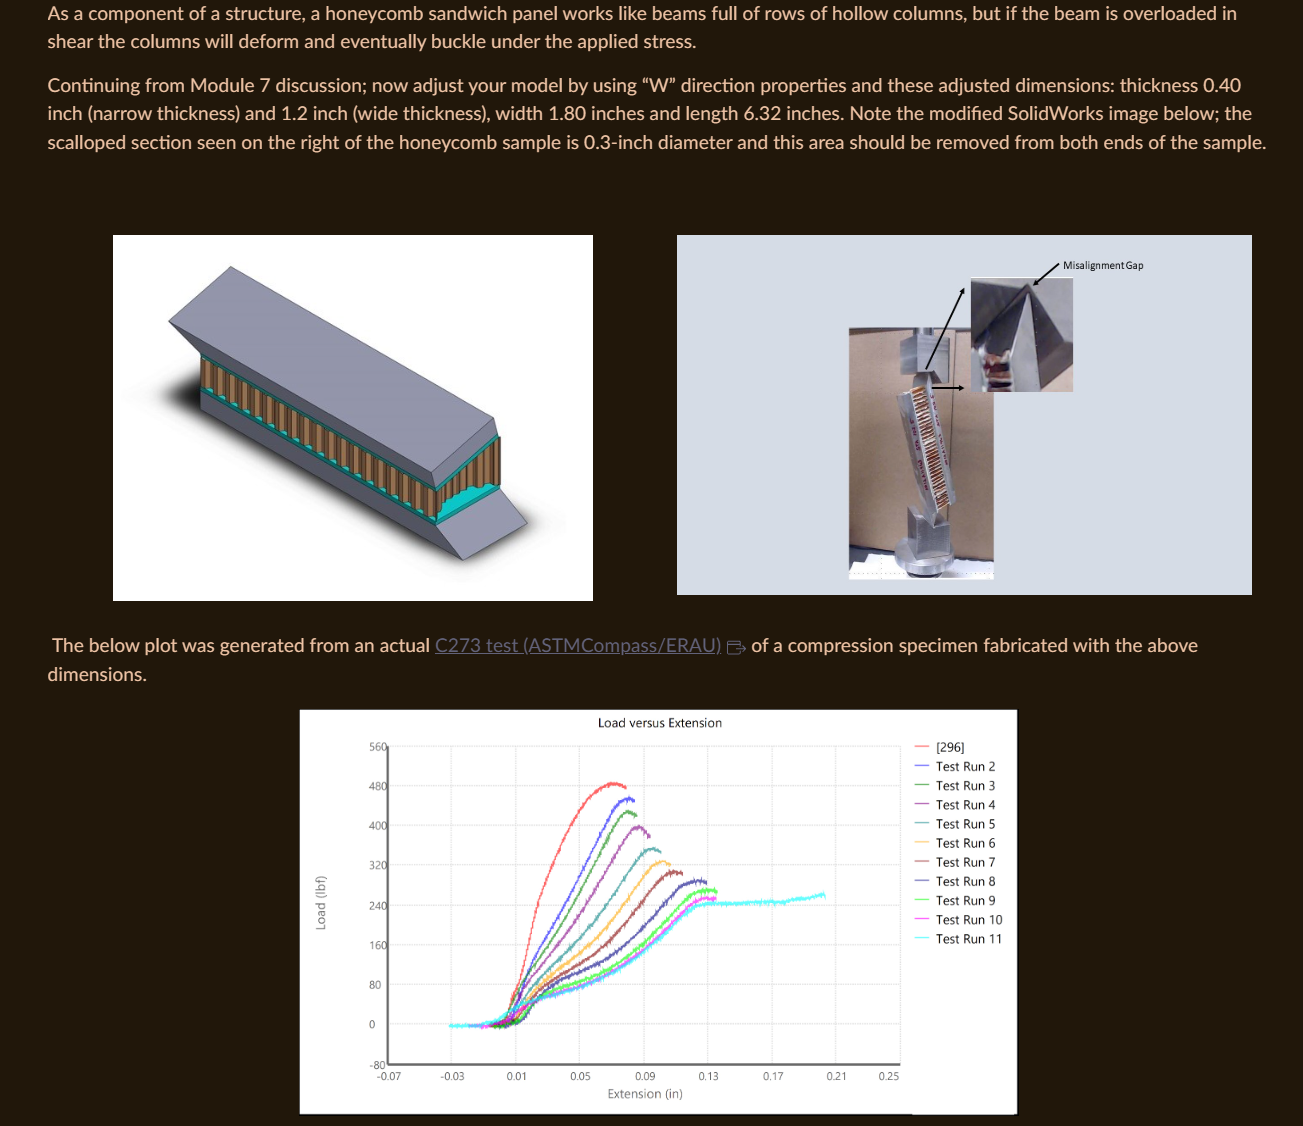 As a component of a structure, a honeycomb sandwich panel works like beams full of rows of hollow columns, but if the beam is overloaded in
shear the columns will deform and eventually buckle under the applied stress.
Continuing from Module 7 discussion; now adjust your model by using “W” direction properties and these adjusted dimensions: thickness 0.40
inch (narrow thickness) and 1.2 inch (wide thickness), width 1.80 inches and length 6.32 inches. Note the modified SolidWorks image below; the
scalloped section seen on the right of the honeycomb sample is 0.3-inch diameter and this area should be removed from both ends of the sample.
Misalignment Gap
The below plot was generated from an actual C273 test (ASTMCompass/ERAU) of a compression specimen fabricated with the above
dimensions.
Load versus Extension
560
480
400
320
240
160
80
0
-80
Load (lbf)
-0.07 -0.03 0.01 0.05 0.09 0.13 0.17 0.21 0.25
Extension (in)
[296]
Test Run 2
Test Run 3
Test Run 4
Test Run 5
Test Run 6
Test Run 7
Test Run 8
Test Run 9
Test Run 10
Test Run 11